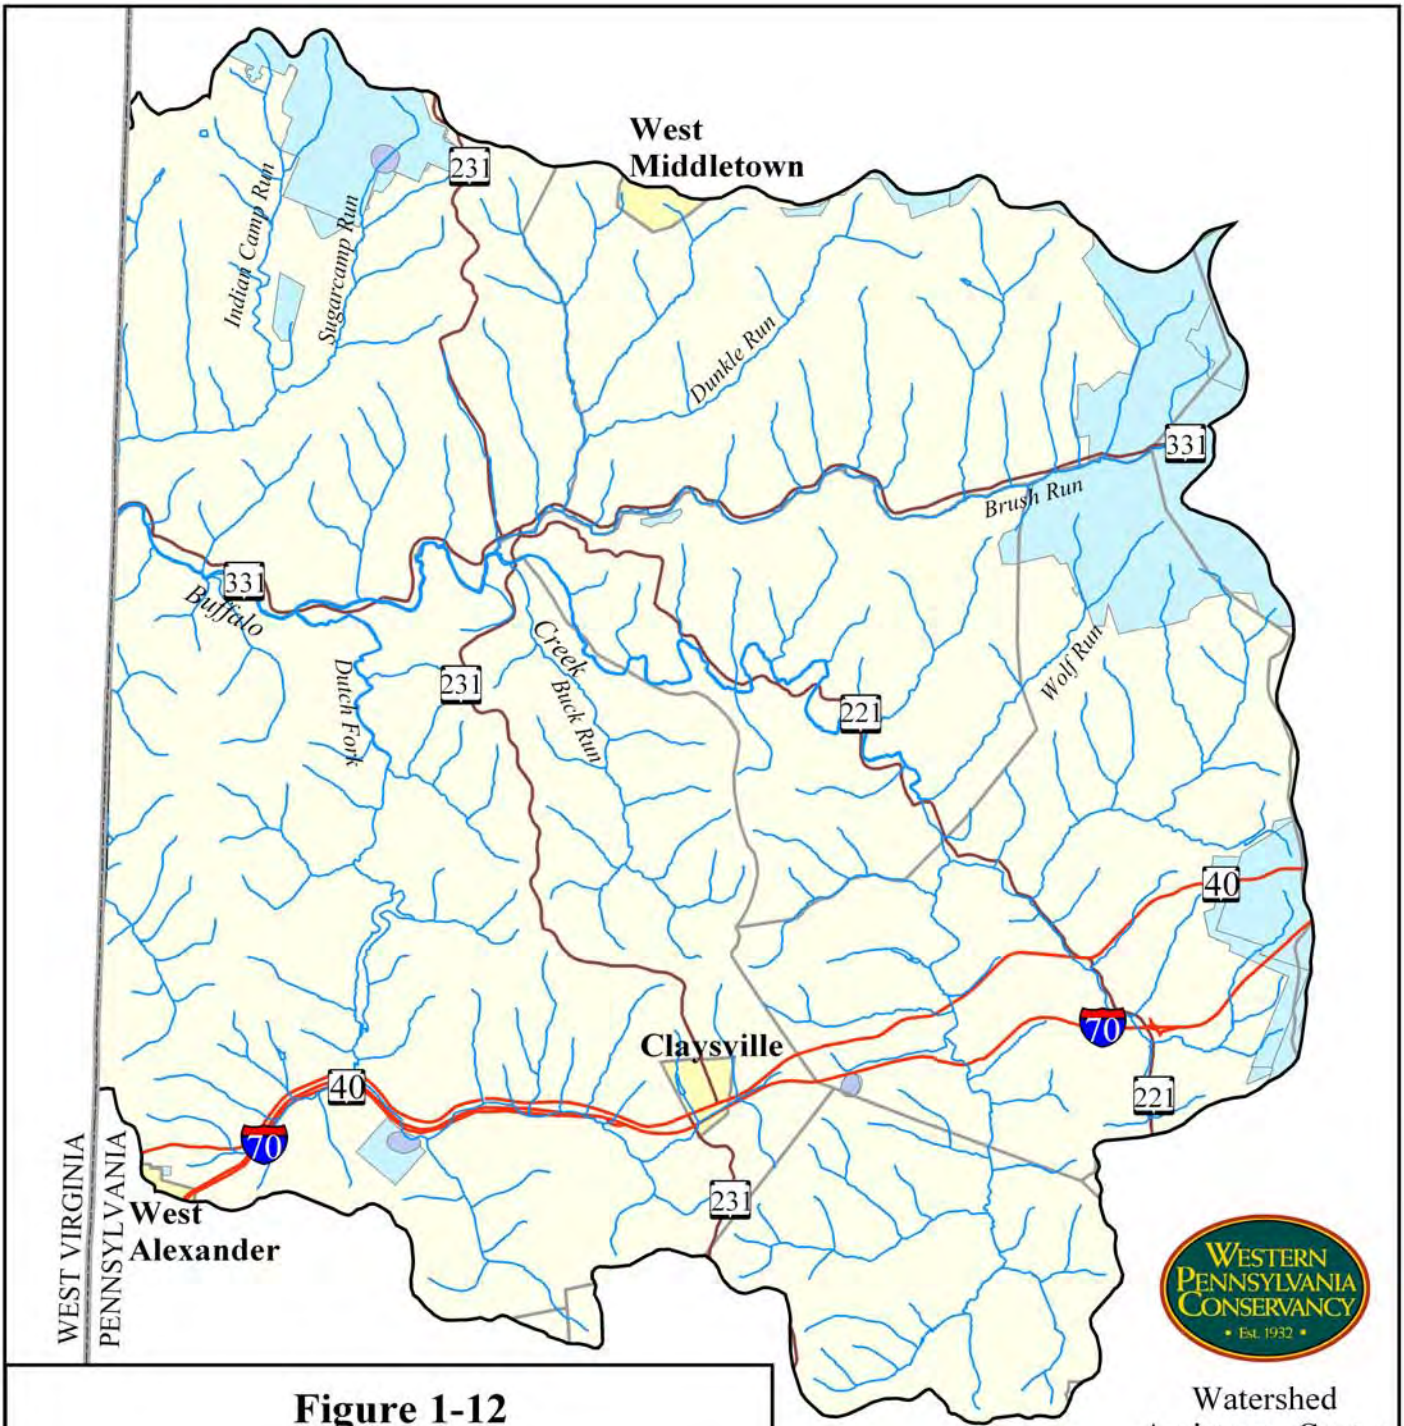 West
Middletown
231
Indian Camp Run
Sugarcamp Run
Dunkle Run
331
Brush Run
331
Buffalo
Creek
Wolf Run
Dutch Fork
231
Buck Run
221
40
Claysville
70
40
221
70
231
West
Alexander
WEST VIRGINIA
PENNSYLVANIA
WESTERN
PENNSYLVANIA
CONSERVANCY
• Est. 1932 •
Figure 1-12
Watershed